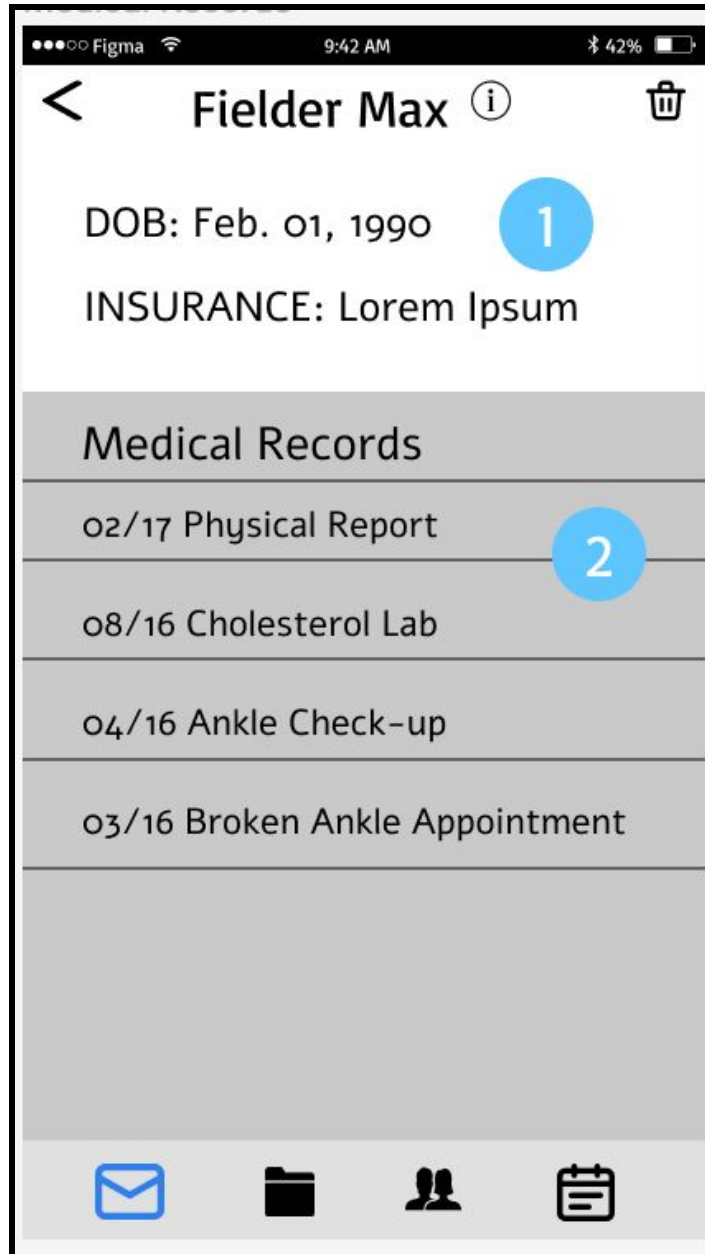 Medical Records
Figma 9:42 AM 42%
Fielder Max i
DOB: Feb. 01, 1990
1
INSURANCE: Lorem Ipsum
Medical Records
02/17 Physical Report
2
08/16 Cholesterol Lab
04/16 Ankle Check-up
03/16 Broken Ankle Appointment